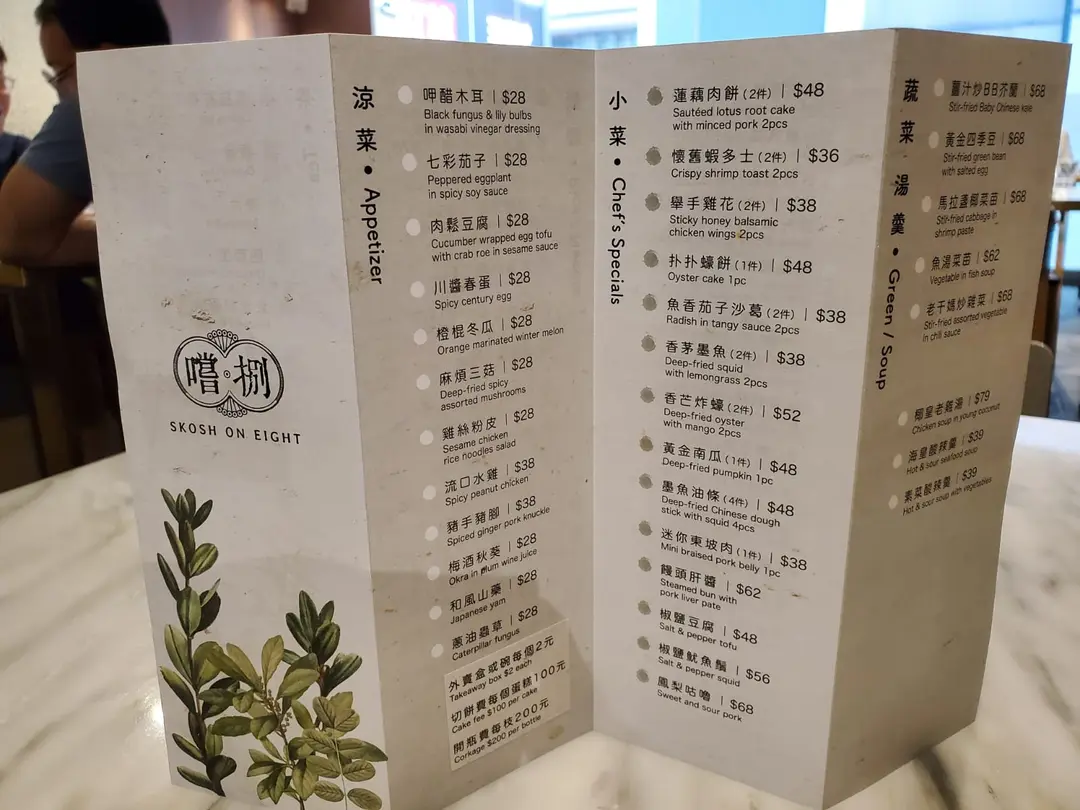 嚐・捌
SKOSH ON EIGHT
涼菜 • Appetizer
呷醋木耳 | $28
Black fungus & lily bulbs
in wasabi vinegar dressing
七彩茄子 | $28
Peppered eggplant
in spicy soy sauce
肉鬆豆腐 | $28
Cucumber wrapped egg tofu
with crab roe in sesame sauce
川醬春蛋 | $28
Spicy century egg
橙棍冬瓜 | $28
Orange marinated winter melon
麻煩三菇 | $28
Deep-fried spicy
assorted mushrooms
雞絲粉皮 | $28
Sesame chicken
rice noodles salad
流口水雞 | $38
Spicy peanut chicken
豬手豬腳 | $38
Spiced ginger pork knuckle
梅酒秋葵 | $28
Okra in plum wine juice
和風山藥 | $28
Japanese yam
蔥油蟲草 | $28
Caterpillar fungus
外賣盒或碗每個2元
Takeaway box $2 each
切餅費每個蛋糕100元
Cake fee $100 per cake
開瓶費每枝200元
Corkage $200 per bottle
小菜 • Chef's Specials
蓮藕肉餅 (2件) | $48
Sautéed lotus root cake
with minced pork 2pcs
懷舊蝦多士 (2件) | $36
Crispy shrimp toast 2pcs
舉手雞花 (2件) | $38
Sticky honey balsamic
chicken wings 2pcs
扑扑蠔餅 (1件) | $48
Oyster cake 1pc
魚香茄子沙葛 (2件) | $38
Radish in tangy sauce 2pcs
香茅墨魚 (2件) | $38
Deep-fried squid
with lemongrass 2pcs
香芒炸蠔 (2件) | $52
Deep-fried oyster
with mango 2pcs
黃金南瓜 (1件) | $48
Deep-fried pumpkin 1pc
墨魚油條 (4件) | $48
Deep-fried Chinese dough
stick with squid 4pcs
迷你東坡肉 (1件) | $38
Mini braised pork belly 1pc
饅頭肝醬 | $62
Steamed bun with
pork liver pate
椒鹽豆腐 | $48
Salt & pepper tofu
椒鹽魷魚鬚 | $56
Salt & pepper squid
鳳梨咕嚕 | $68
Sweet and sour pork
蔬菜湯羹 • Green / Soup
薑汁炒BB芥蘭 | $68
Stir-fried Baby Chinese kale
黃金四季豆 | $68
Stir-fried green bean
with salted egg
馬拉盞椰菜苗 | $68
Stir-fried cabbage in
shrimp paste
魚湯菜苗 | $62
Vegetable in fish soup
老干媽炒雜菜 | $68
Stir-fried assorted vegetable
in chili sauce
椰皇老雞湯 | $79
Chicken soup in young coconut
海皇酸辣羹 | $39
Hot & sour seafood soup
素菜酸辣羹 | $39
Hot & sour soup with vegetables